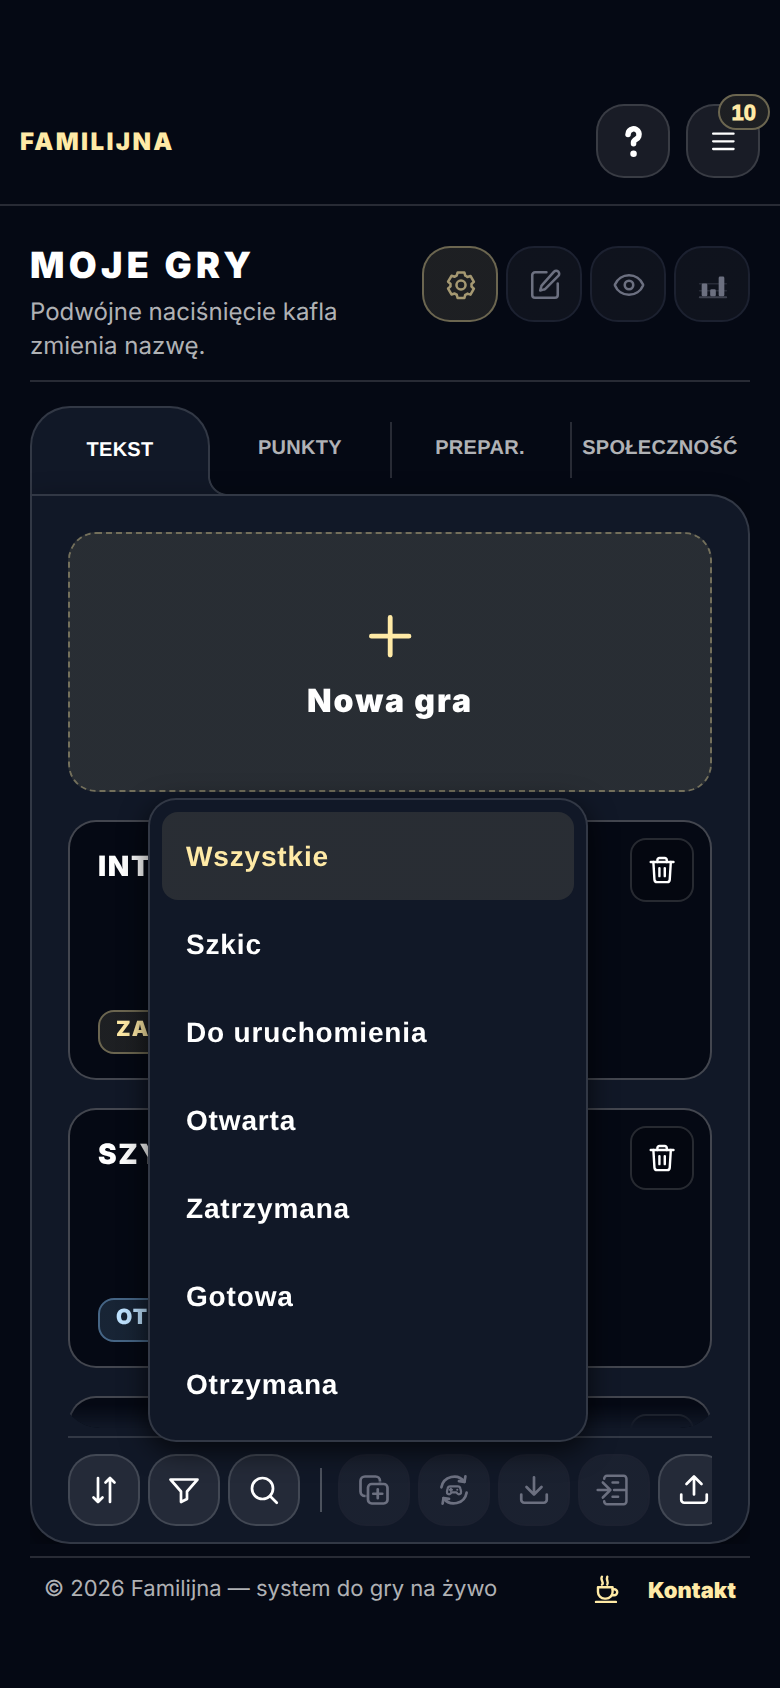 FAMILIJNA
?
10
MOJE GRY
Podwójne naciśnięcie kafla
zmienia nazwę.
TEKST
PUNKTY
PREPAR.
SPOŁECZNOŚĆ
Nowa gra
INT
ZA
SZY
OT
Wszystkie
Szkic
Do uruchomienia
Otwarta
Zatrzymana
Gotowa
Otrzymana
© 2026 Familijna — system do gry na żywo
Kontakt